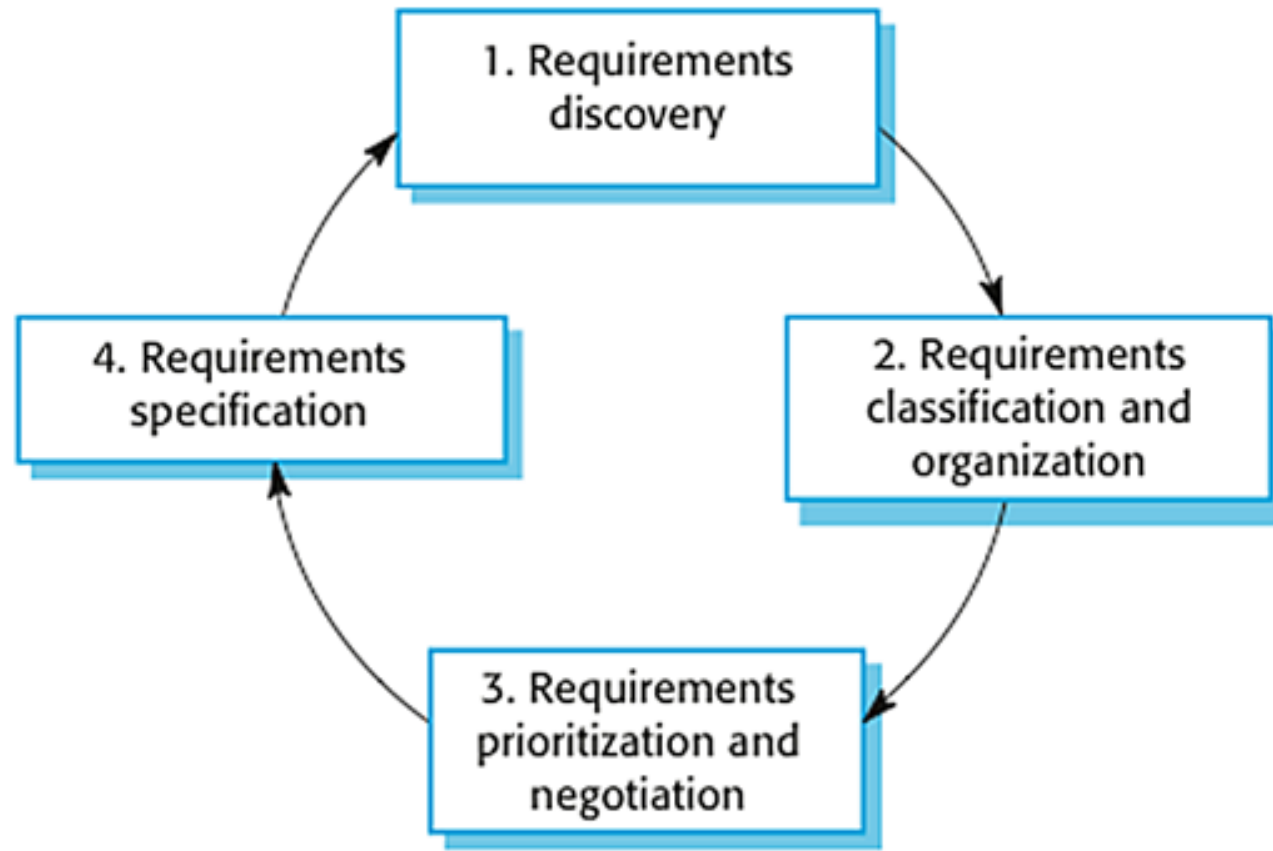 1. Requirements
discovery
2. Requirements
classification and
organization
3. Requirements
prioritization and
negotiation
4. Requirements
specification